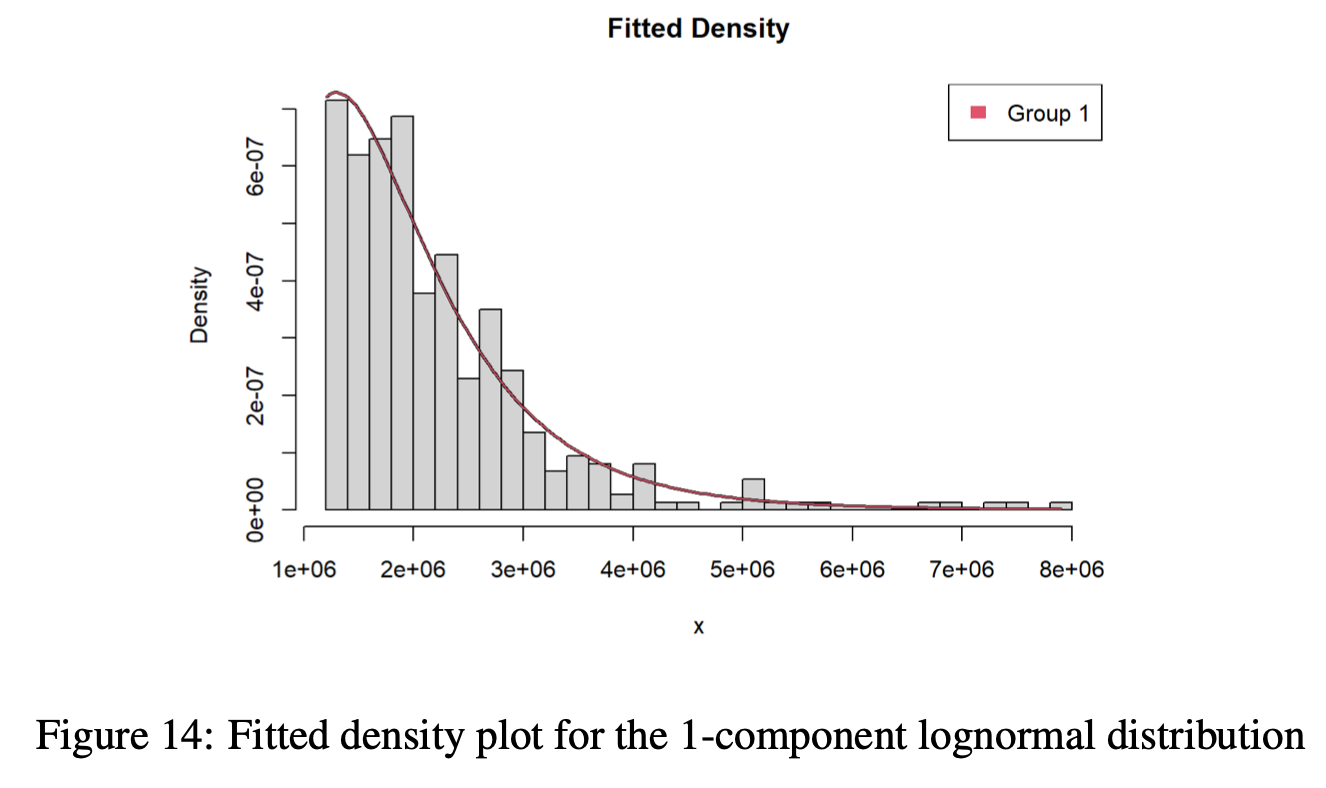 Fitted Density
Group 1
Density
0e+00 2e-07 4e-07 6e-07
1e+06 2e+06 3e+06 4e+06 5e+06 6e+06 7e+06 8e+06
x
Figure 14: Fitted density plot for the 1-component lognormal distribution